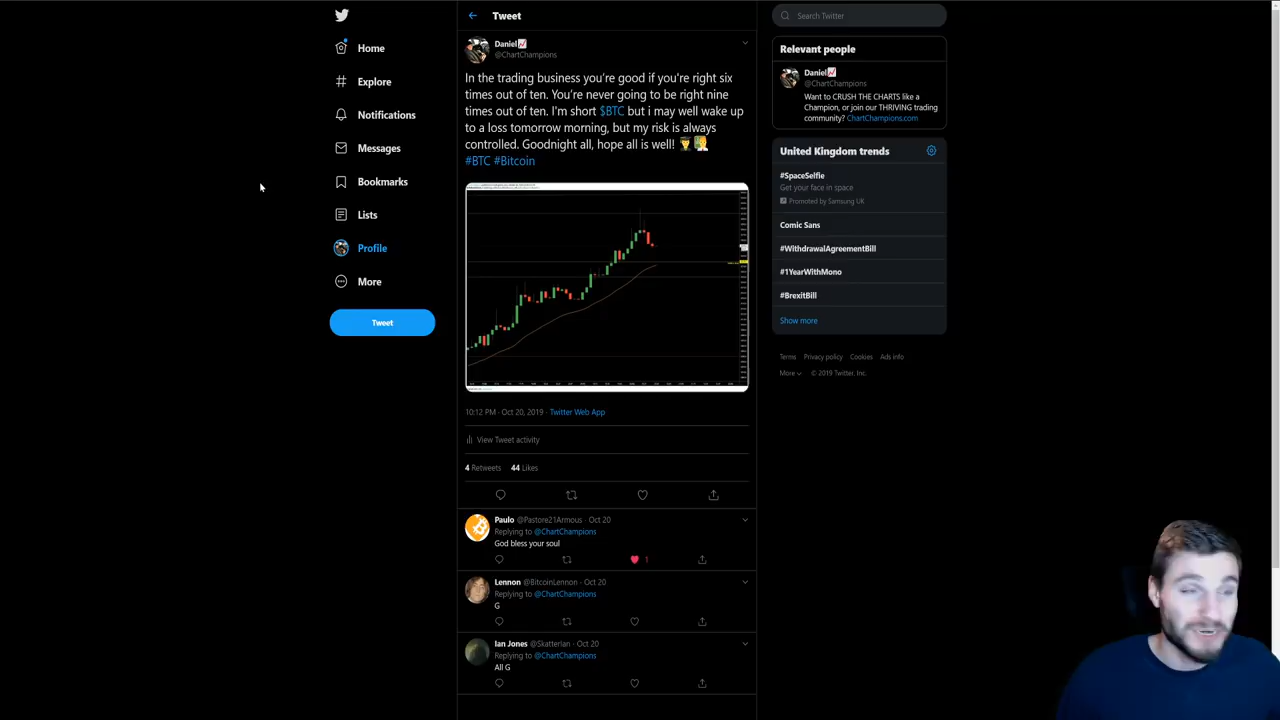 Home
Explore
Notifications
Messages
Bookmarks
Lists
Profile
More
Tweet
Tweet
Daniel
@ChartChampions
In the trading business you're good if you're right six
times out of ten. You're never going to be right nine
times out of ten. I'm short $BTC but i may well wake up
to a loss tomorrow morning, but my risk is always
controlled. Goodnight all, hope all is well!
#BTC #Bitcoin
10:12 PM · Oct 20, 2019 · Twitter Web App
View Tweet activity
4 Retweets 44 Likes
Paulo @Pastore21Armous · Oct 20
Replying to @ChartChampions
God bless your soul
1
Lennon @BitcoinLennon · Oct 20
Replying to @ChartChampions
G
Ian Jones @SkatterIan · Oct 20
Replying to @ChartChampions
All G
Search Twitter
Relevant people
Daniel
@ChartChampions
Want to CRUSH THE CHARTS like a
Champion, or join our THRIVING trading
community? ChartChampions.com
United Kingdom trends
#SpaceSelfie
Get your face in space
Promoted by Samsung UK
Comic Sans
#WithdrawalAgreementBill
#1YearWithMono
#BrexitBill
Show more
Terms Privacy policy Cookies Ads info
More © 2019 Twitter, Inc.